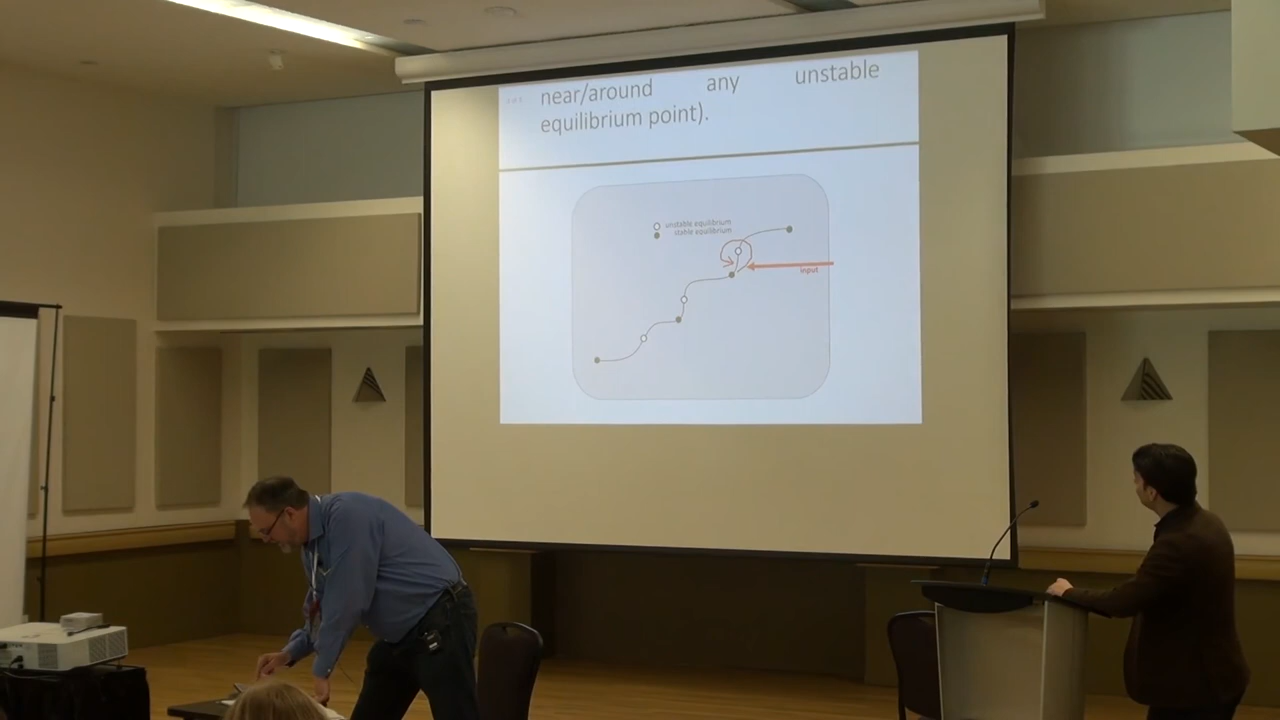 near/around any unstable
equilibrium point).
unstable equilibrium
stable equilibrium
input